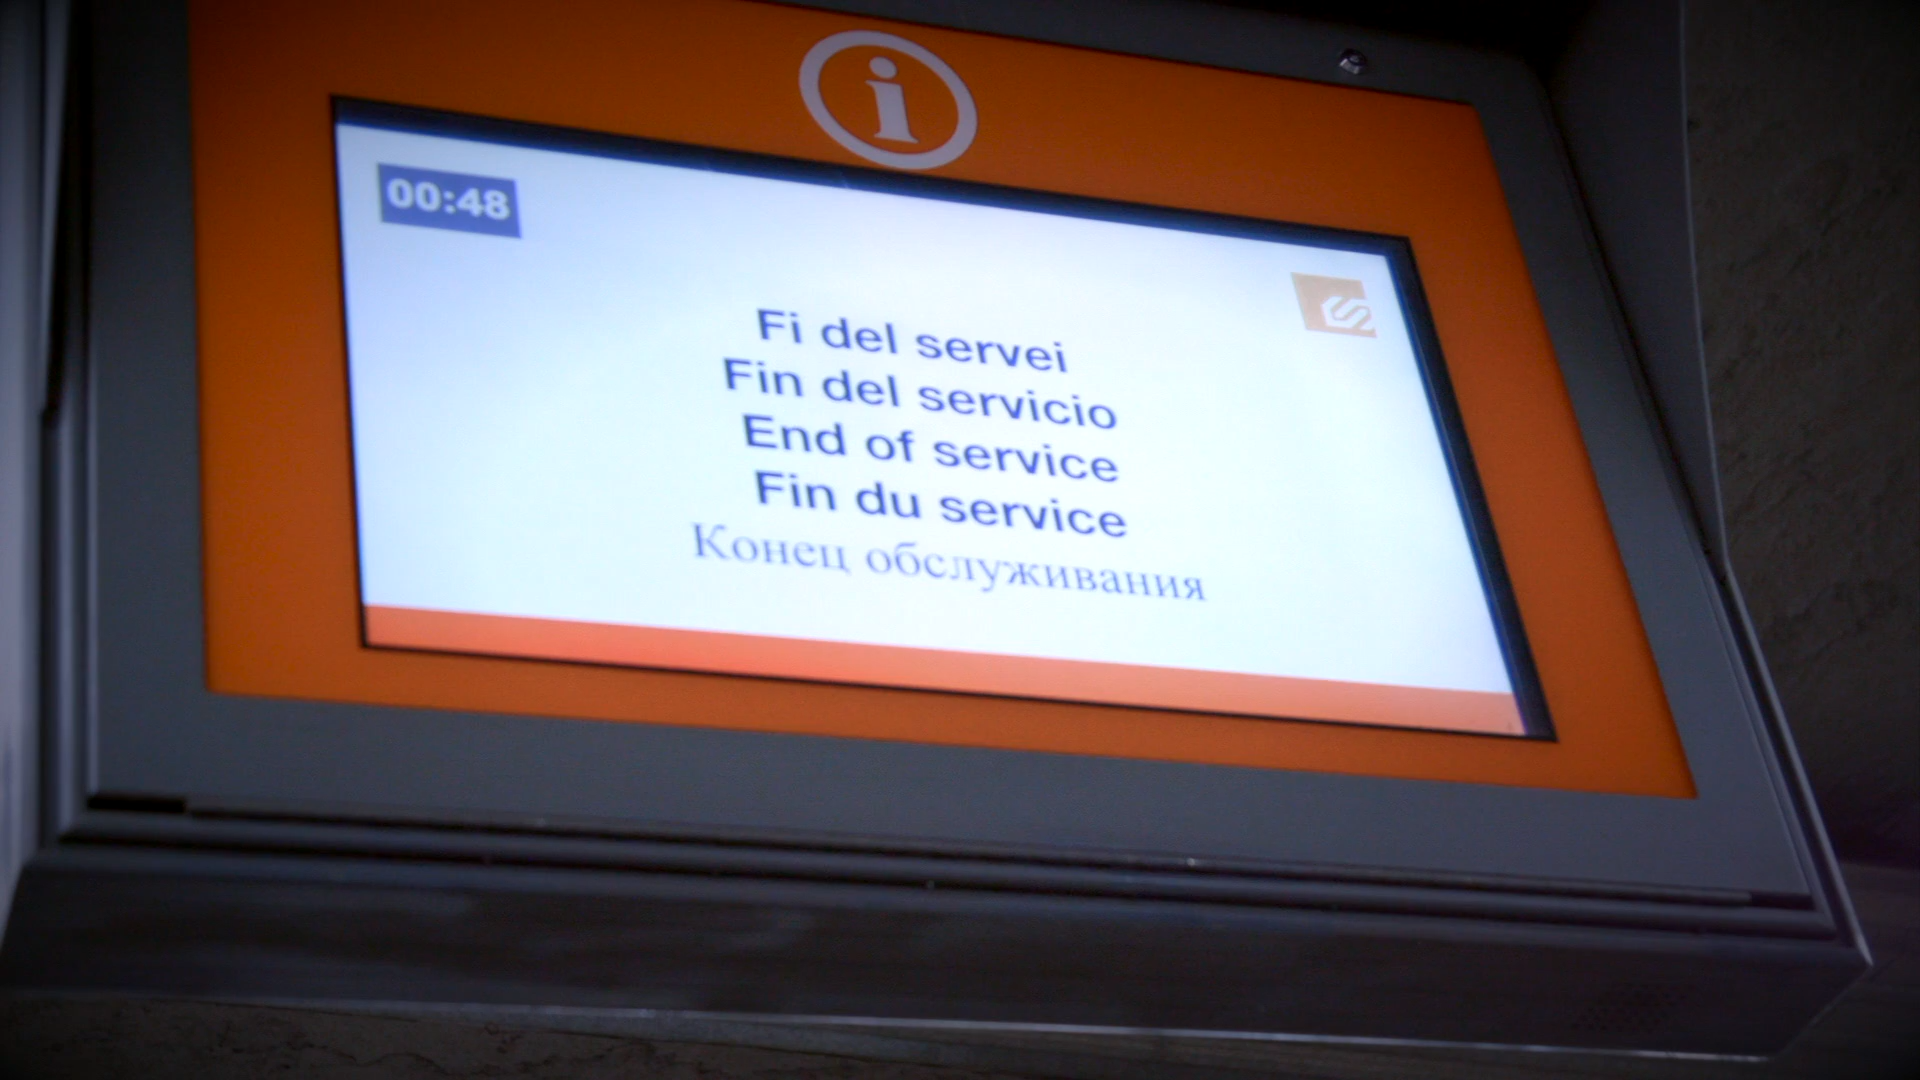 i
00:48
Fi del servei
Fin del servicio
End of service
Fin du service
Конец обслуживания